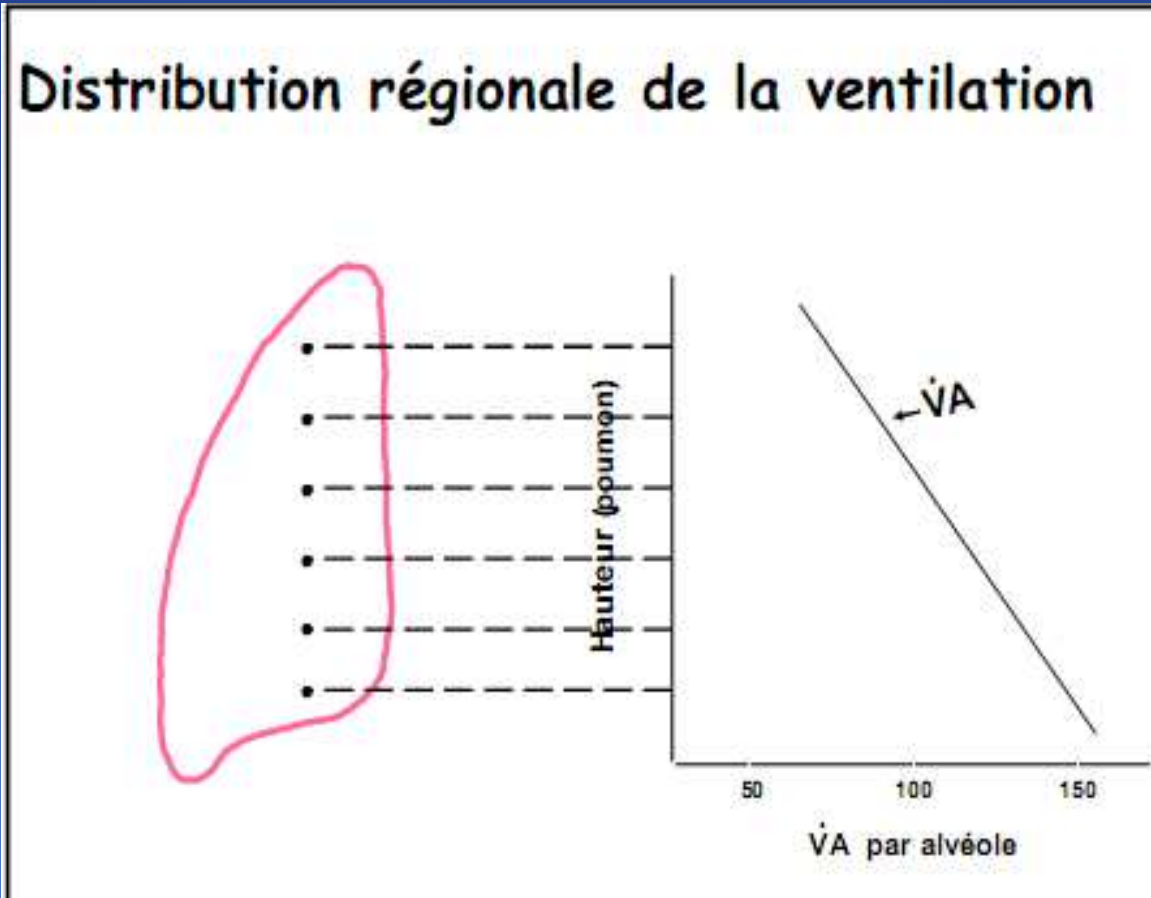 Distribution régionale de la ventilation
Hauteur (poumon)
V̇A
50 100 150
V̇A par alvéole